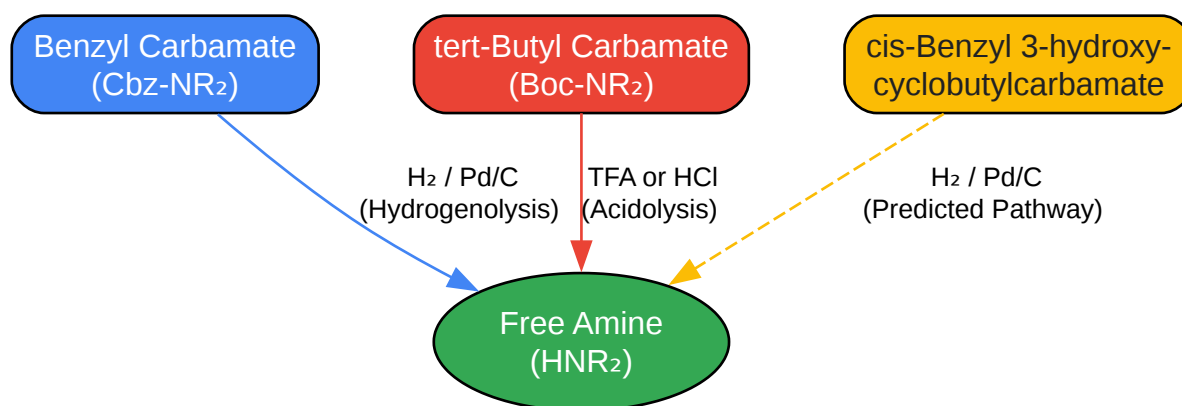 Benzyl Carbamate
(Cbz-NR₂)
tert-Butyl Carbamate
(Boc-NR₂)
cis-Benzyl 3-hydroxy-
cyclobutylcarbamate
H₂ / Pd/C
(Hydrogenolysis)
TFA or HCl
(Acidolysis)
H₂ / Pd/C
(Predicted Pathway)
Free Amine
(HNR₂)